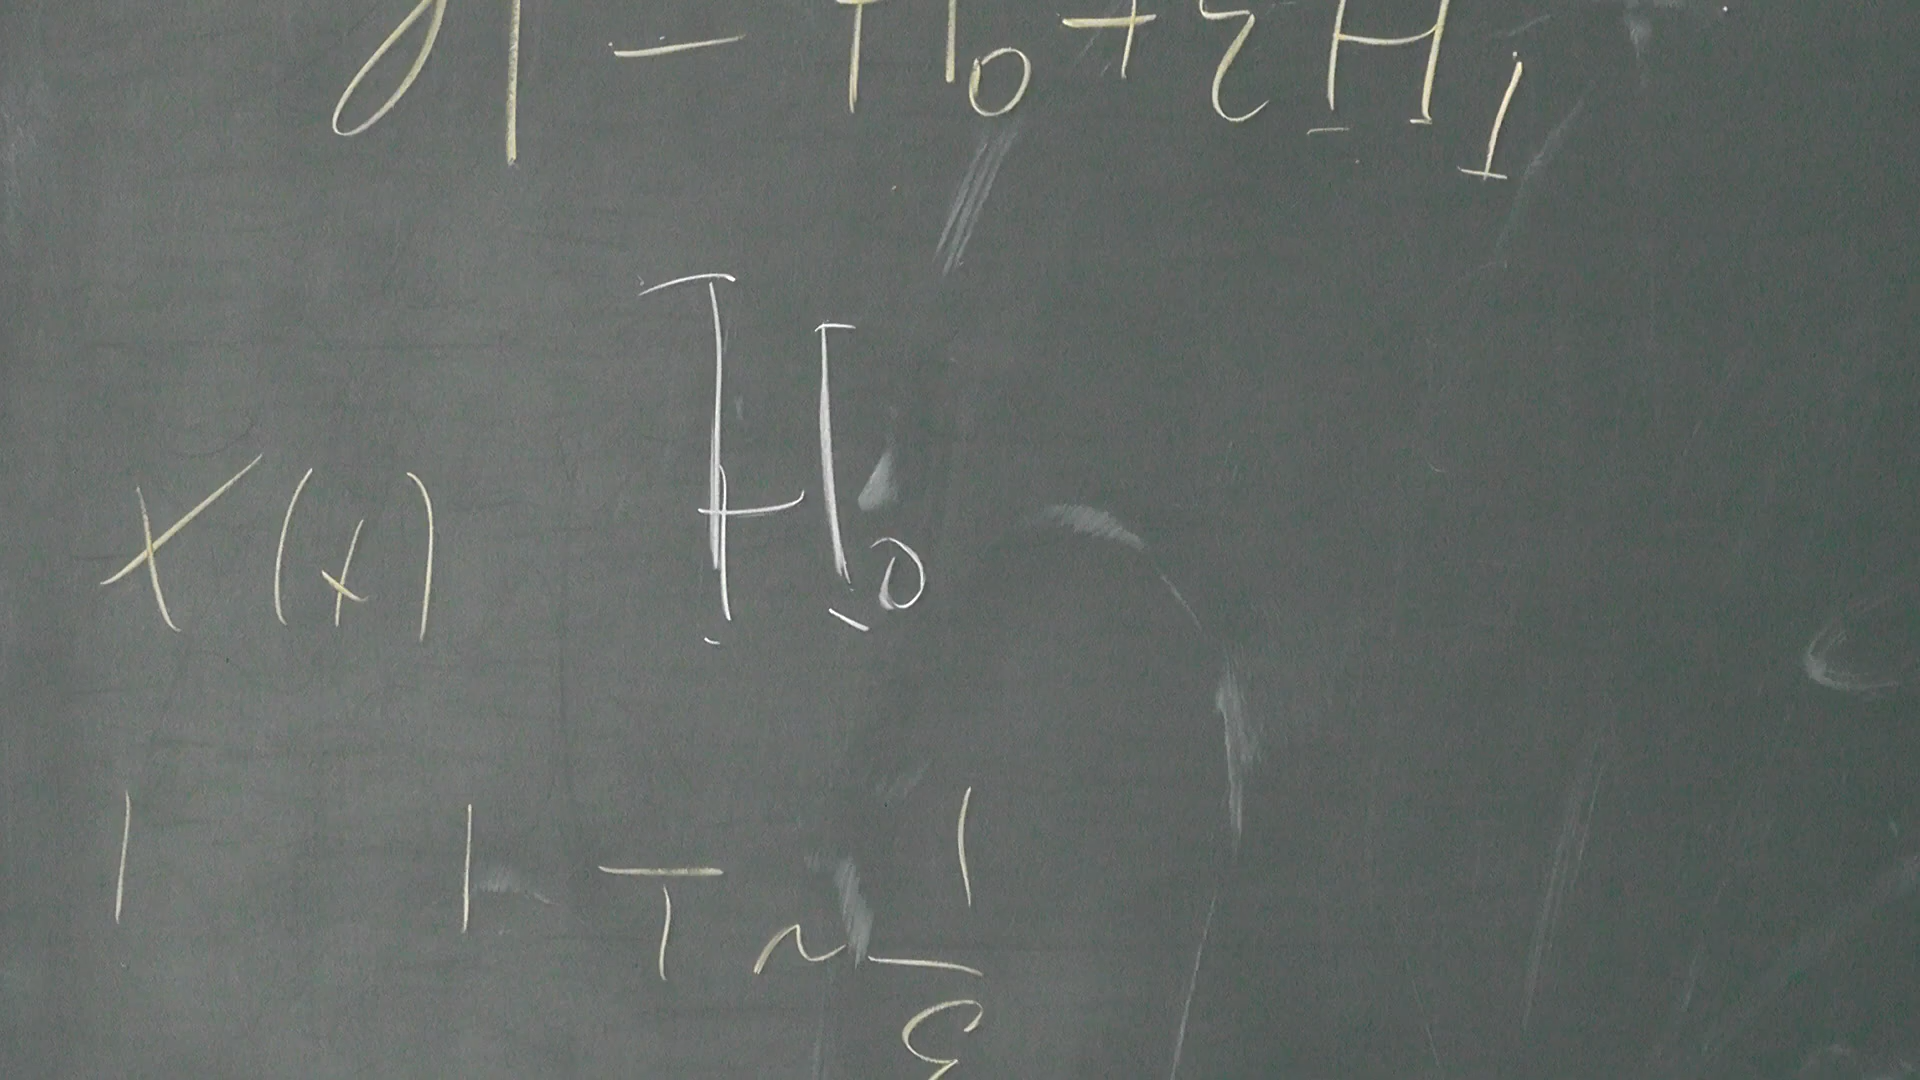 H = H₀ + εH₁
H₀
X(t)
| | T ~ 1/ε